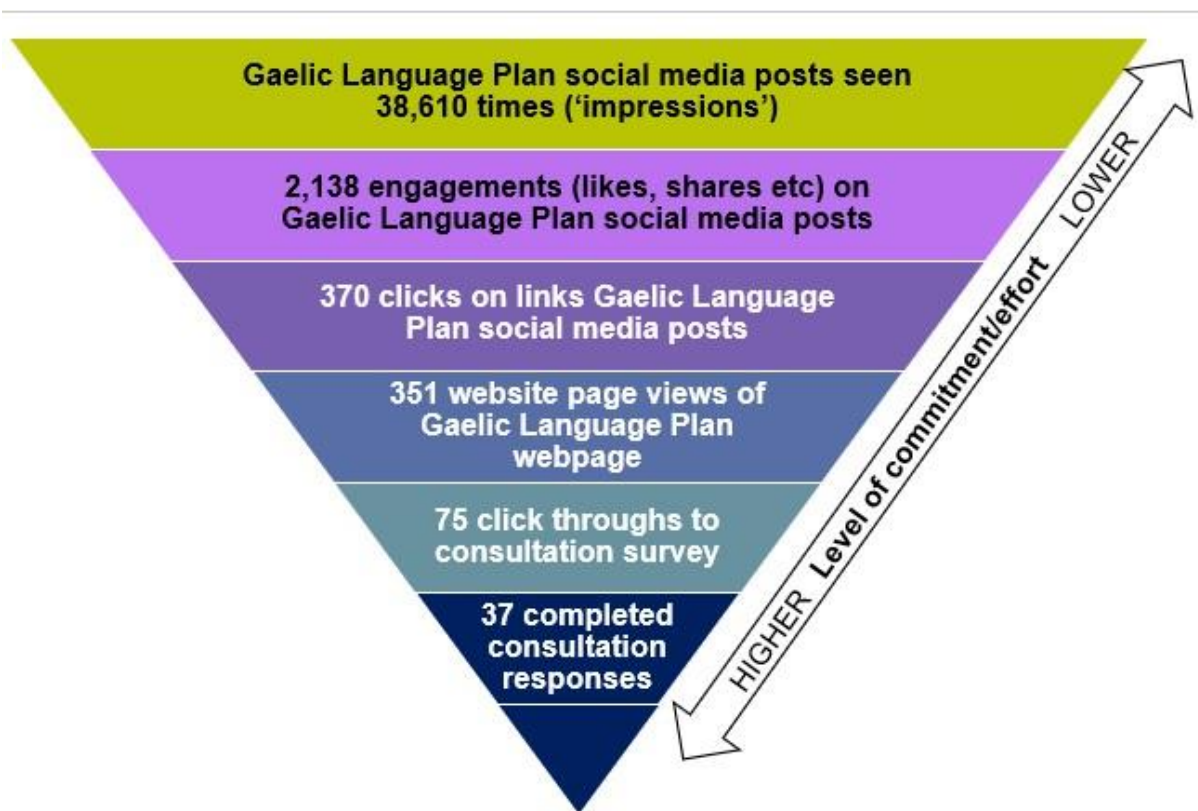 Gaelic Language Plan social media posts seen
38,610 times (‘impressions’)
2,138 engagements (likes, shares etc) on
Gaelic Language Plan social media posts
370 clicks on links Gaelic Language
Plan social media posts
351 website page views of
Gaelic Language Plan
webpage
75 click throughs to
consultation survey
37 completed
consultation
responses
HIGHER Level of commitment/effort LOWER